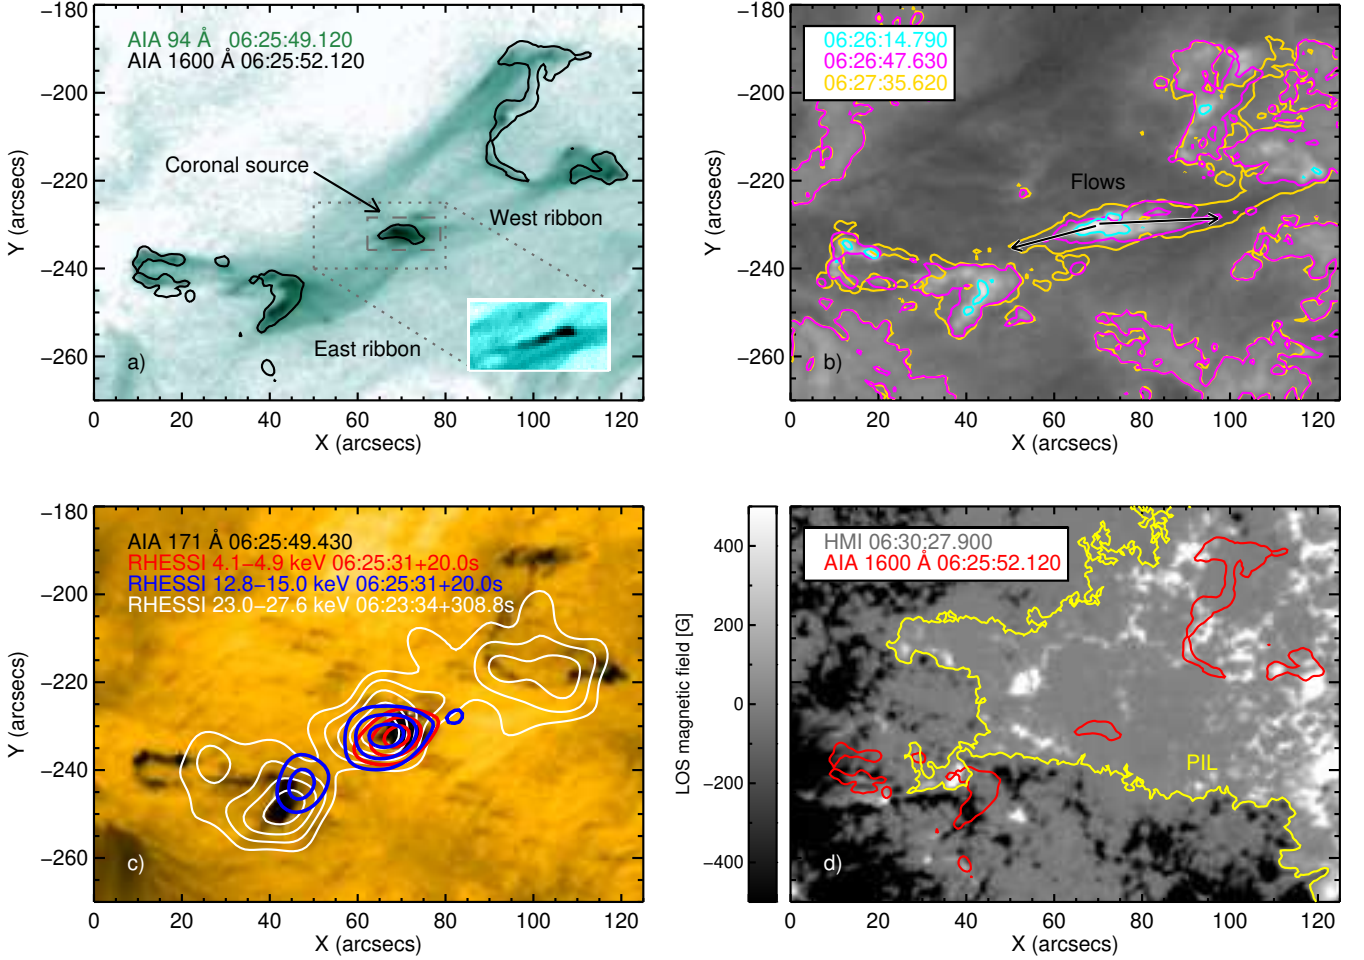 −180
−200
−220
−240
−260
Y (arcsecs)
AIA 94 Å 06:25:49.120
AIA 1600 Å 06:25:52.120
Coronal source
West ribbon
East ribbon
a)
0 20 40 60 80 100 120
X (arcsecs)
−180
−200
−220
−240
−260
Y (arcsecs)
06:26:14.790
06:26:47.630
06:27:35.620
Flows
b)
0 20 40 60 80 100 120
X (arcsecs)
−180
−200
−220
−240
−260
Y (arcsecs)
AIA 171 Å 06:25:49.430
RHESSI 4.1−4.9 keV 06:25:31+20.0s
RHESSI 12.8−15.0 keV 06:25:31+20.0s
RHESSI 23.0−27.6 keV 06:23:34+308.8s
c)
0 20 40 60 80 100 120
X (arcsecs)
LOS magnetic field [G]
400
200
0
−200
−400
HMI 06:30:27.900
AIA 1600 Å 06:25:52.120
PIL
d)
0 20 40 60 80 100 120
X (arcsecs)